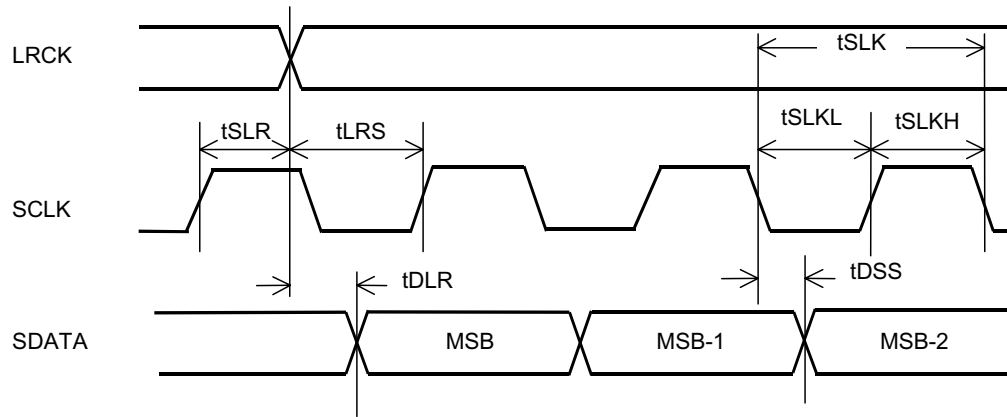 LRCK
tSLK
tSLR
tLRS
tSLKL
tSLKH
SCLK
tDLR
tDSS
SDATA
MSB
MSB-1
MSB-2